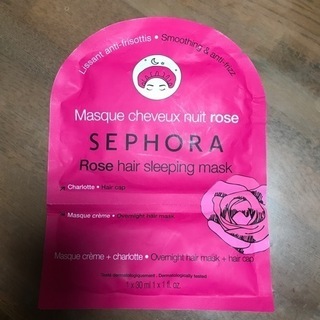 Lissant anti-frisottis • Smoothing & anti-frizz
Masque cheveux nuit rose
SEPHORA
Rose hair sleeping mask
Charlotte • Hair cap
Masque crème • Overnight hair mask
Masque crème + charlotte • Overnight hair mask + hair cap
Dermatologically tested
1 x 30 ml 1 x 1 fl. oz.